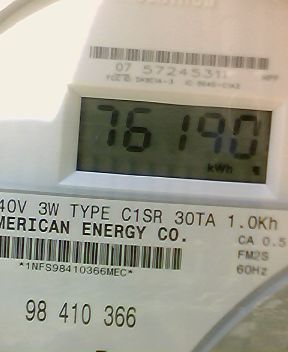 07 57245311
76190
kWh
40V 3W TYPE C1SR 30TA 1.0Kh
MERICAN ENERGY CO.
CA 0.5
FM2S
60Hz
*1NFS98410366MEC*
98 410 366